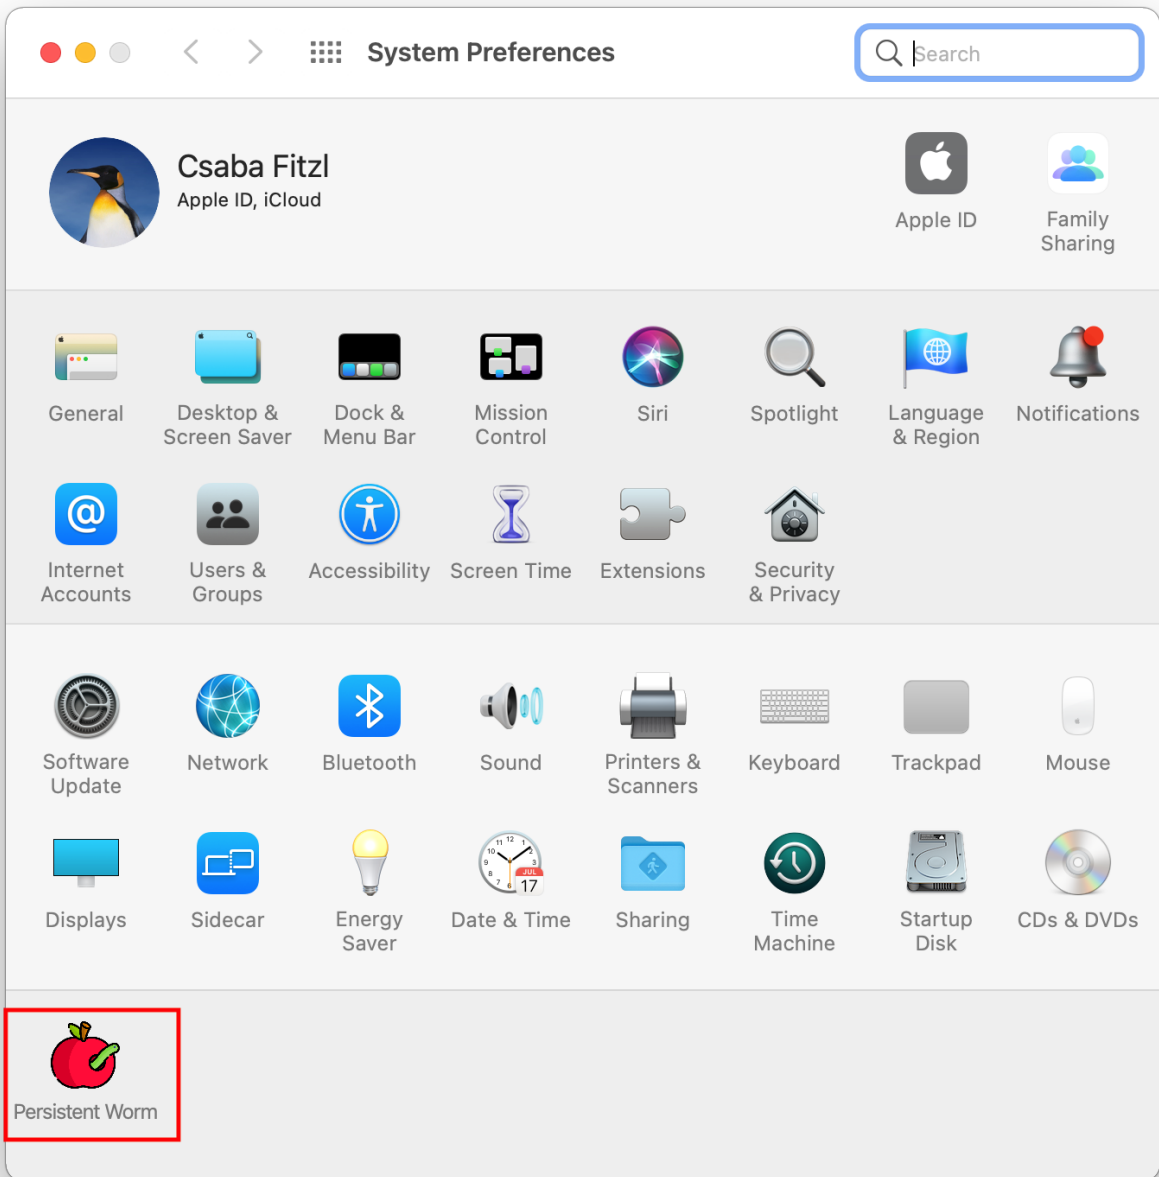 System Preferences
Search
Csaba Fitzl
Apple ID, iCloud
Apple ID
Family
Sharing
General
Desktop &
Screen Saver
Dock &
Menu Bar
Mission
Control
Siri
Spotlight
Language
& Region
Notifications
Internet
Accounts
Users &
Groups
Accessibility
Screen Time
Extensions
Security
& Privacy
Software
Update
Network
Bluetooth
Sound
Printers &
Scanners
Keyboard
Trackpad
Mouse
JUL
17
Displays
Sidecar
Energy
Saver
Date & Time
Sharing
Time
Machine
Startup
Disk
CDs & DVDs
Persistent Worm